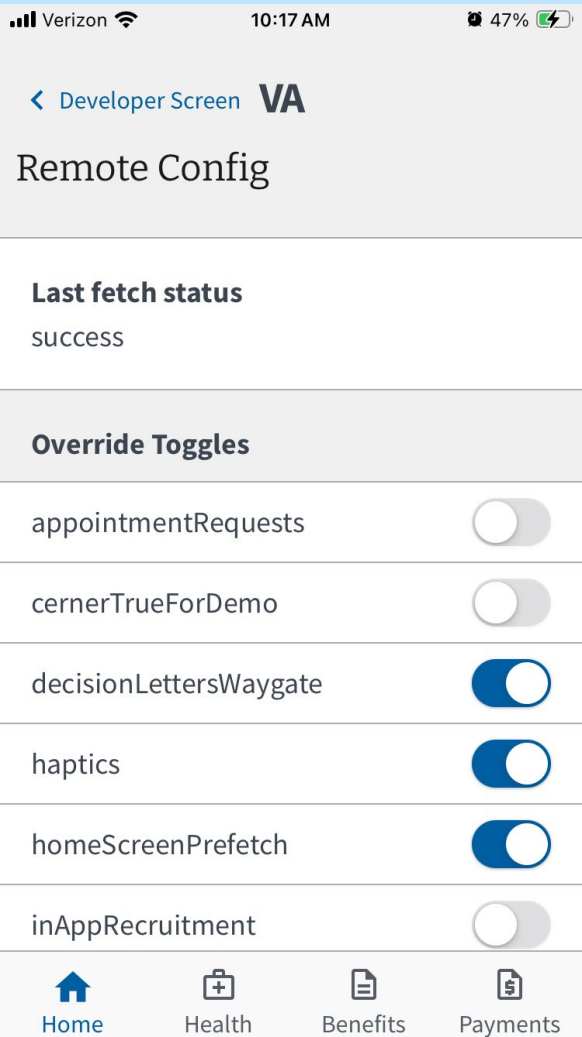 Verizon 10:17 AM 47%
Developer Screen VA
Remote Config
Last fetch status
success
Override Toggles
appointmentRequests
cernerTrueForDemo
decisionLettersWaygate
haptics
homeScreenPrefetch
inAppRecruitment
Home Health Benefits Payments